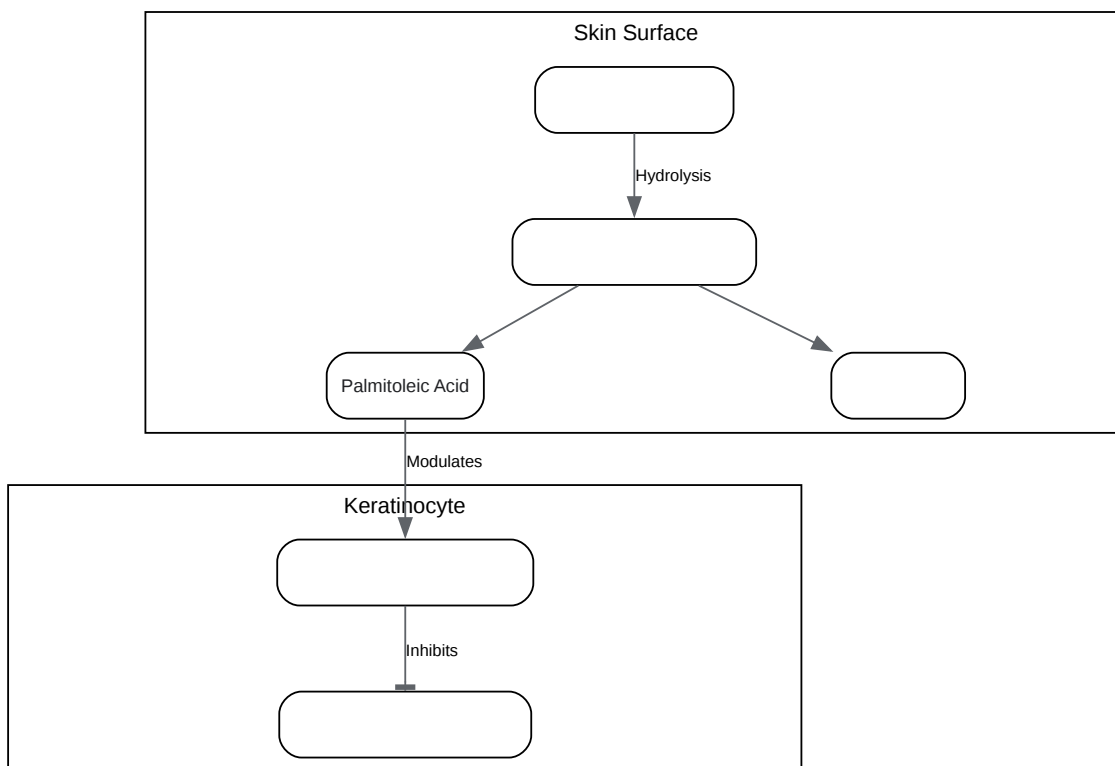 Skin Surface
Hydrolysis
Palmitoleic Acid
Modulates
Keratinocyte
Inhibits